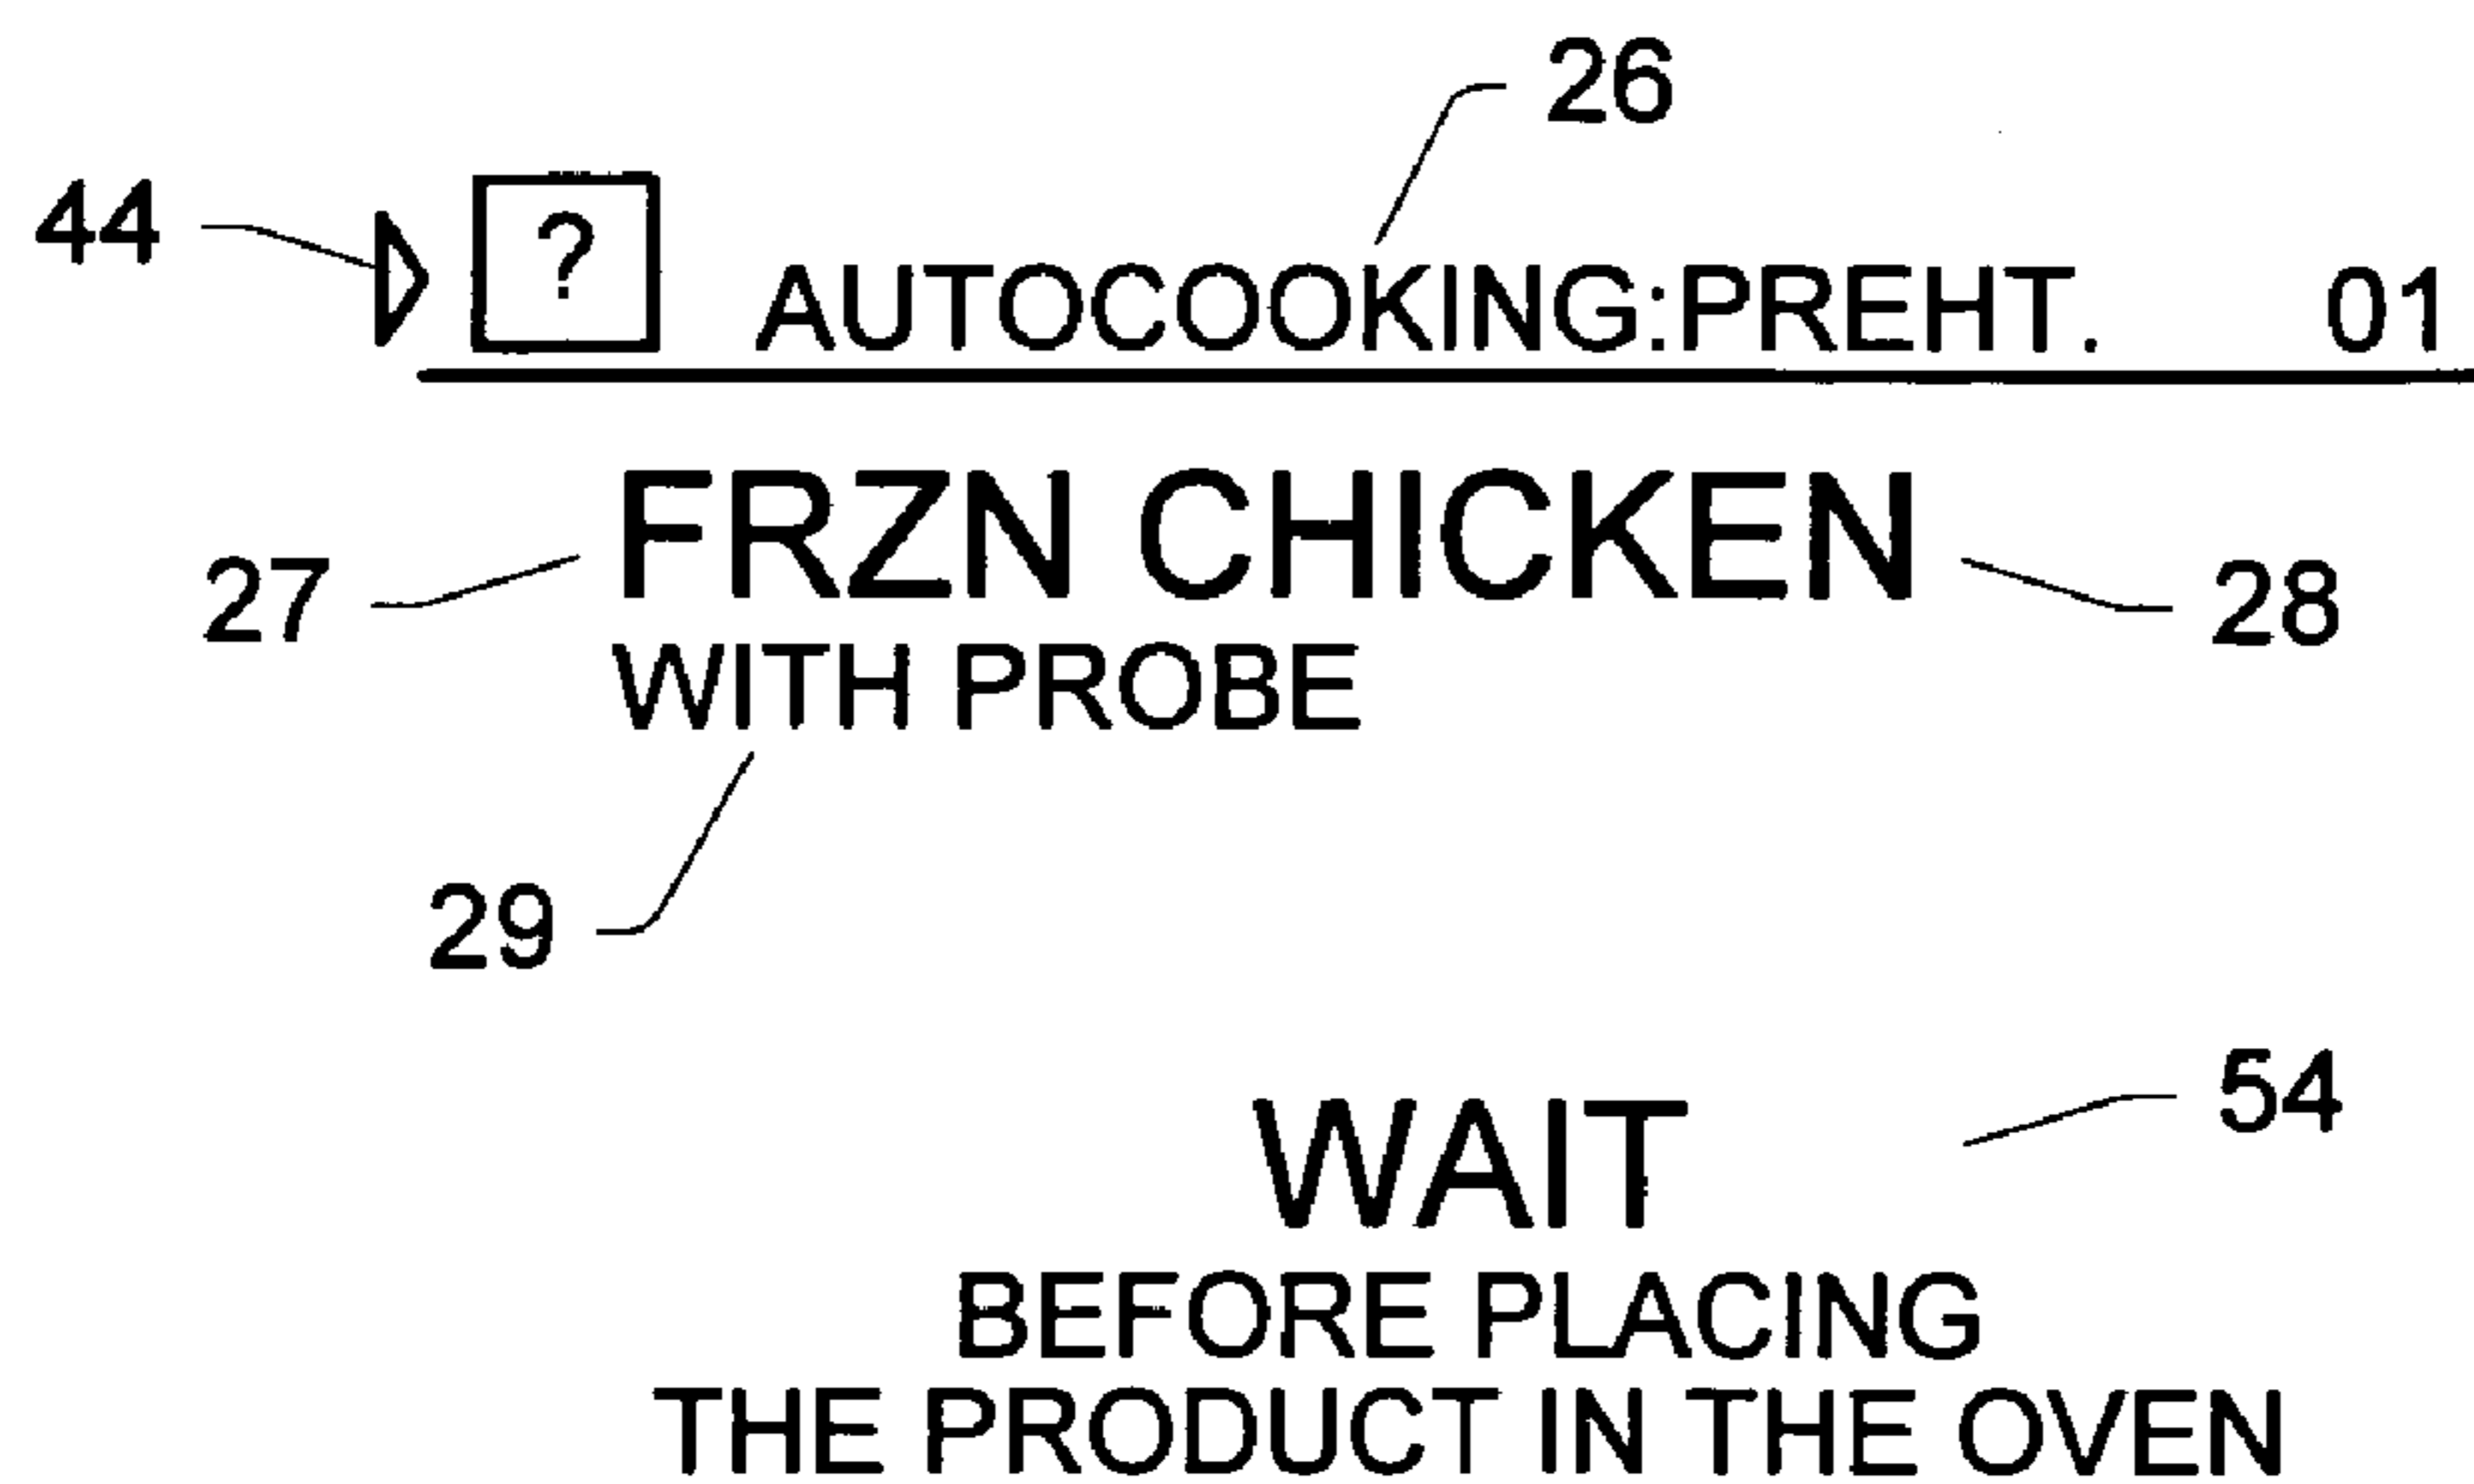 26
44 ? AUTOCOOKING:PREHT. 01
FRZN CHICKEN
27 28
WITH PROBE
29
54
WAIT
BEFORE PLACING
THE PRODUCT IN THE OVEN